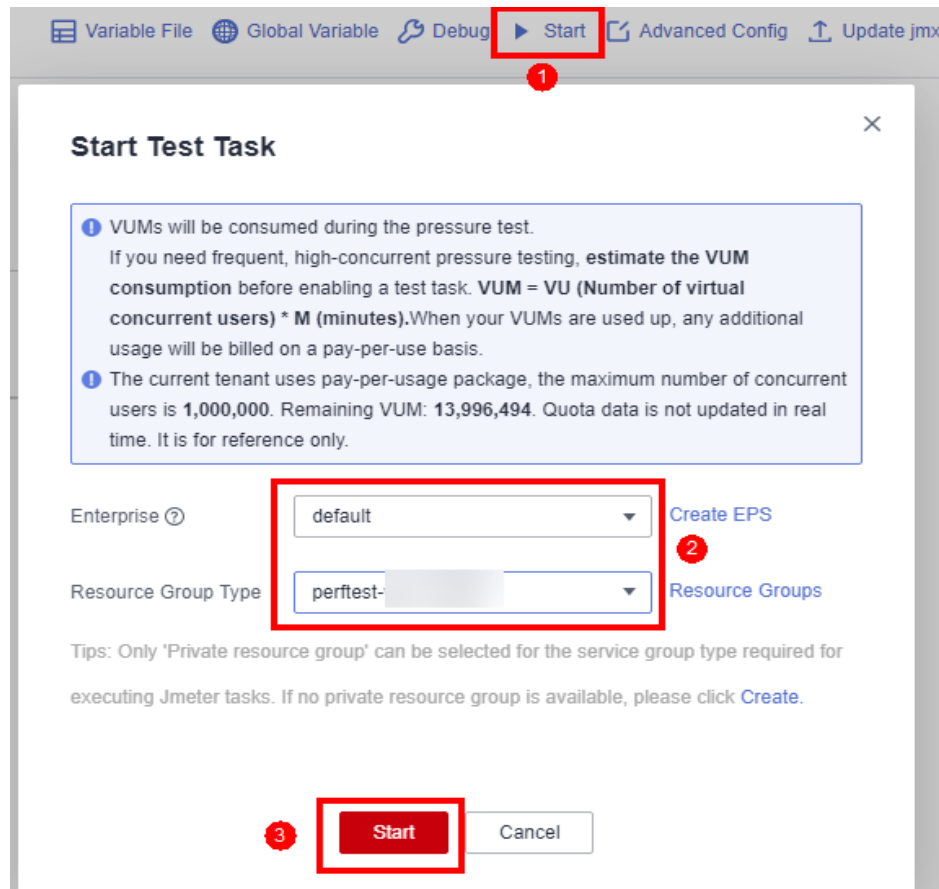 Variable File Global Variable Debug Start Advanced Config Update jmx
1
Start Test Task
VUMs will be consumed during the pressure test.
If you need frequent, high-concurrent pressure testing, estimate the VUM
consumption before enabling a test task. VUM = VU (Number of virtual
concurrent users) * M (minutes).When your VUMs are used up, any additional
usage will be billed on a pay-per-use basis.
The current tenant uses pay-per-usage package, the maximum number of concurrent
users is 1,000,000. Remaining VUM: 13,996,494. Quota data is not updated in real
time. It is for reference only.
Enterprise default Create EPS
2
Resource Group Type perftest- Resource Groups
Tips: Only 'Private resource group' can be selected for the service group type required for
executing Jmeter tasks. If no private resource group is available, please click Create.
3 Start Cancel